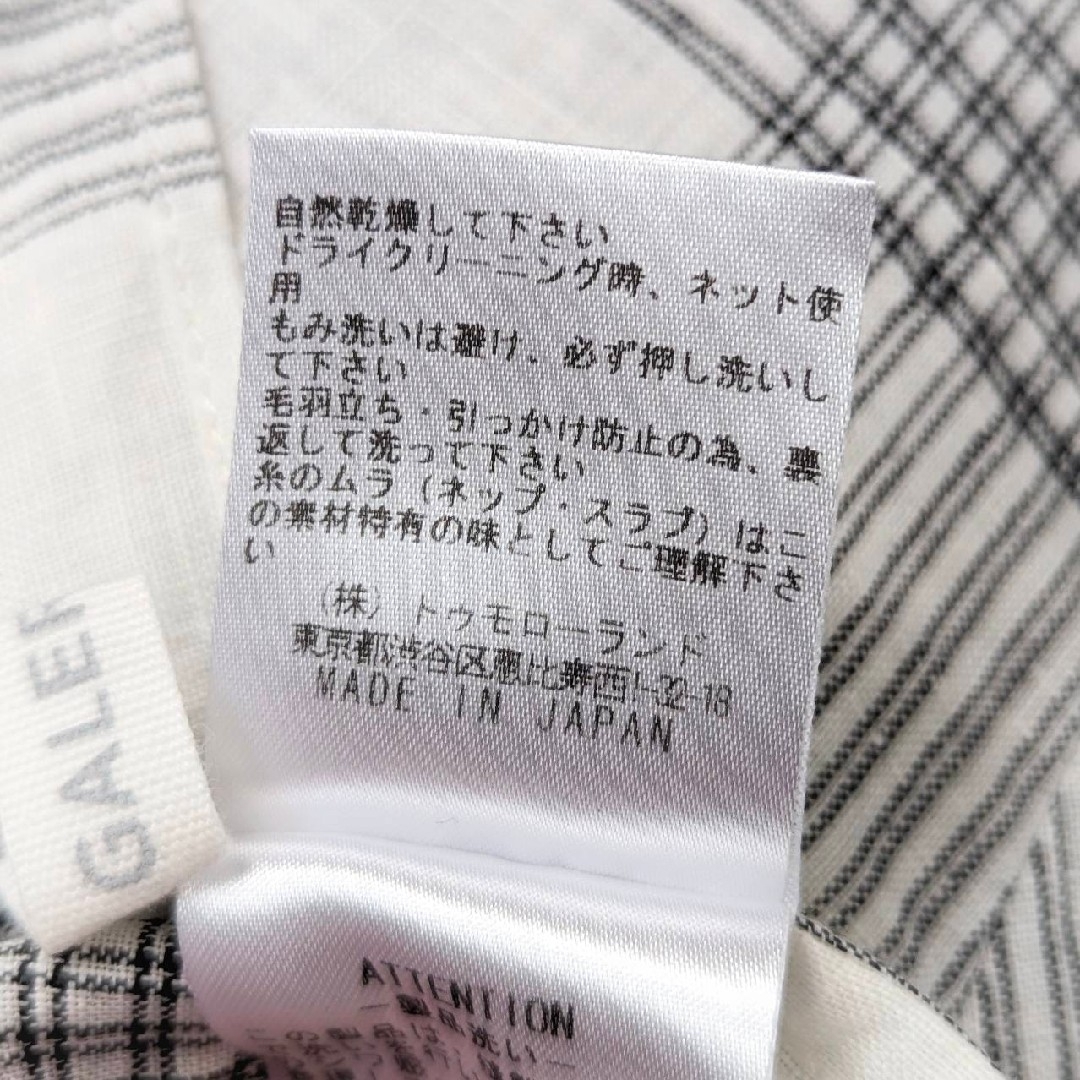 自然乾燥して下さい
ドライクリーニング時、ネット使
用
もみ洗いは避け、必ず押し洗いし
て下さい
毛羽立ち・引っかけ防止の為、裏
返して洗って下さい
糸のムラ（ネップ・スラブ）はこ
の素材特有の味としてご理解下さ
い
（株）トゥモローランド
東京都渋谷区恵比寿西1-32-18
MADE IN JAPAN
GALE
ATTENTION
この製品は